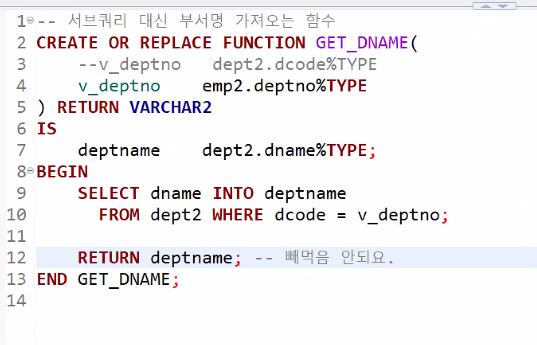 1 -- 서브쿼리 대신 부서명 가져오는 함수
2 CREATE OR REPLACE FUNCTION GET_DNAME(
3     --v_deptno   dept2.dcode%TYPE
4     v_deptno    emp2.deptno%TYPE
5 ) RETURN VARCHAR2
6 IS
7     deptname    dept2.dname%TYPE;
8 BEGIN
9     SELECT dname INTO deptname
10       FROM dept2 WHERE dcode = v_deptno;
11
12     RETURN deptname; -- 빼먹음 안되요.
13 END GET_DNAME;
14